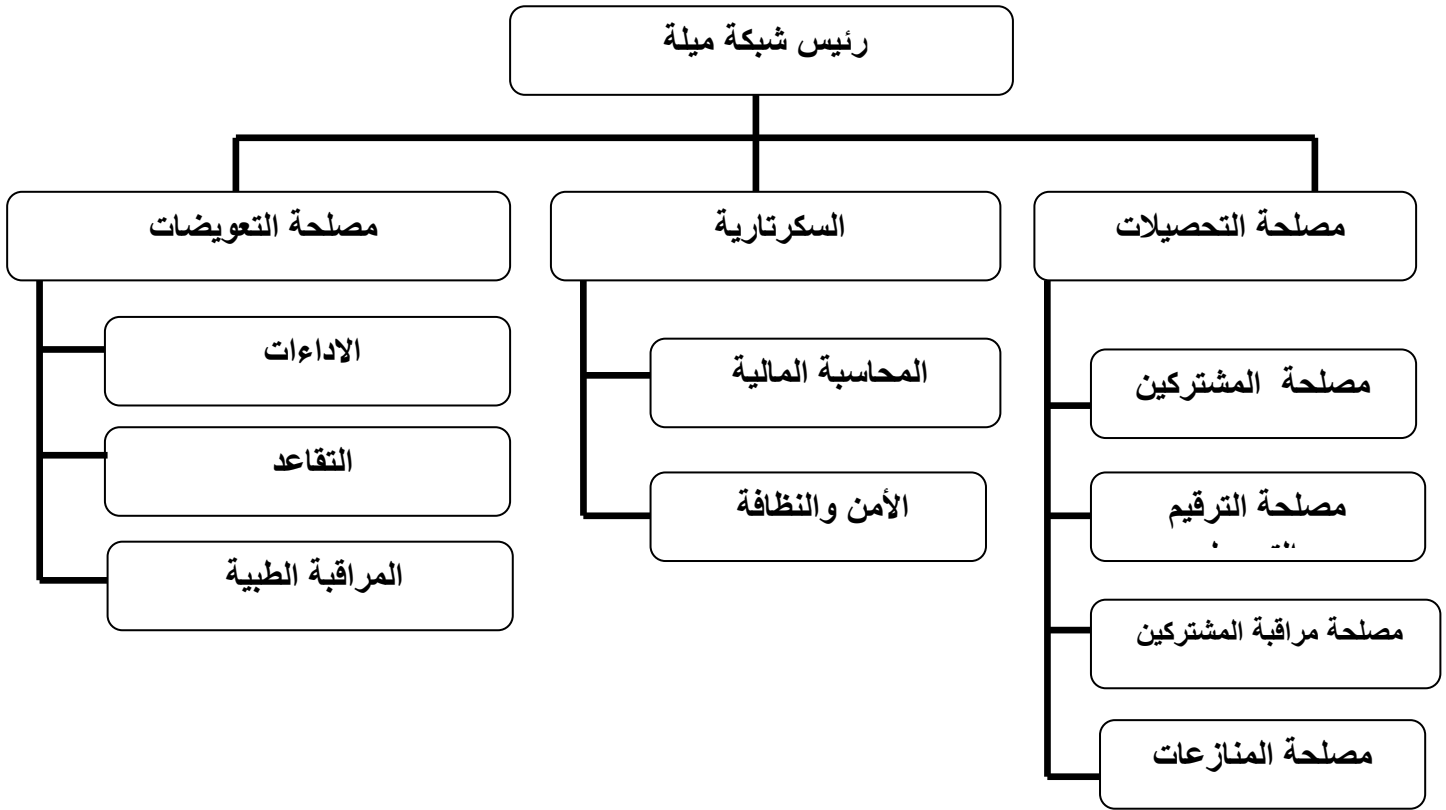 رئيس شبكة ميلة
مصلحة التحصيلات
السكرتارية
مصلحة التعويضات
مصلحة المشتركين
مصلحة الترقيم
مصلحة مراقبة المشتركين
مصلحة المنازعات
المحاسبة المالية
الأمن والنظافة
الاداءات
التقاعد
المراقبة الطبية